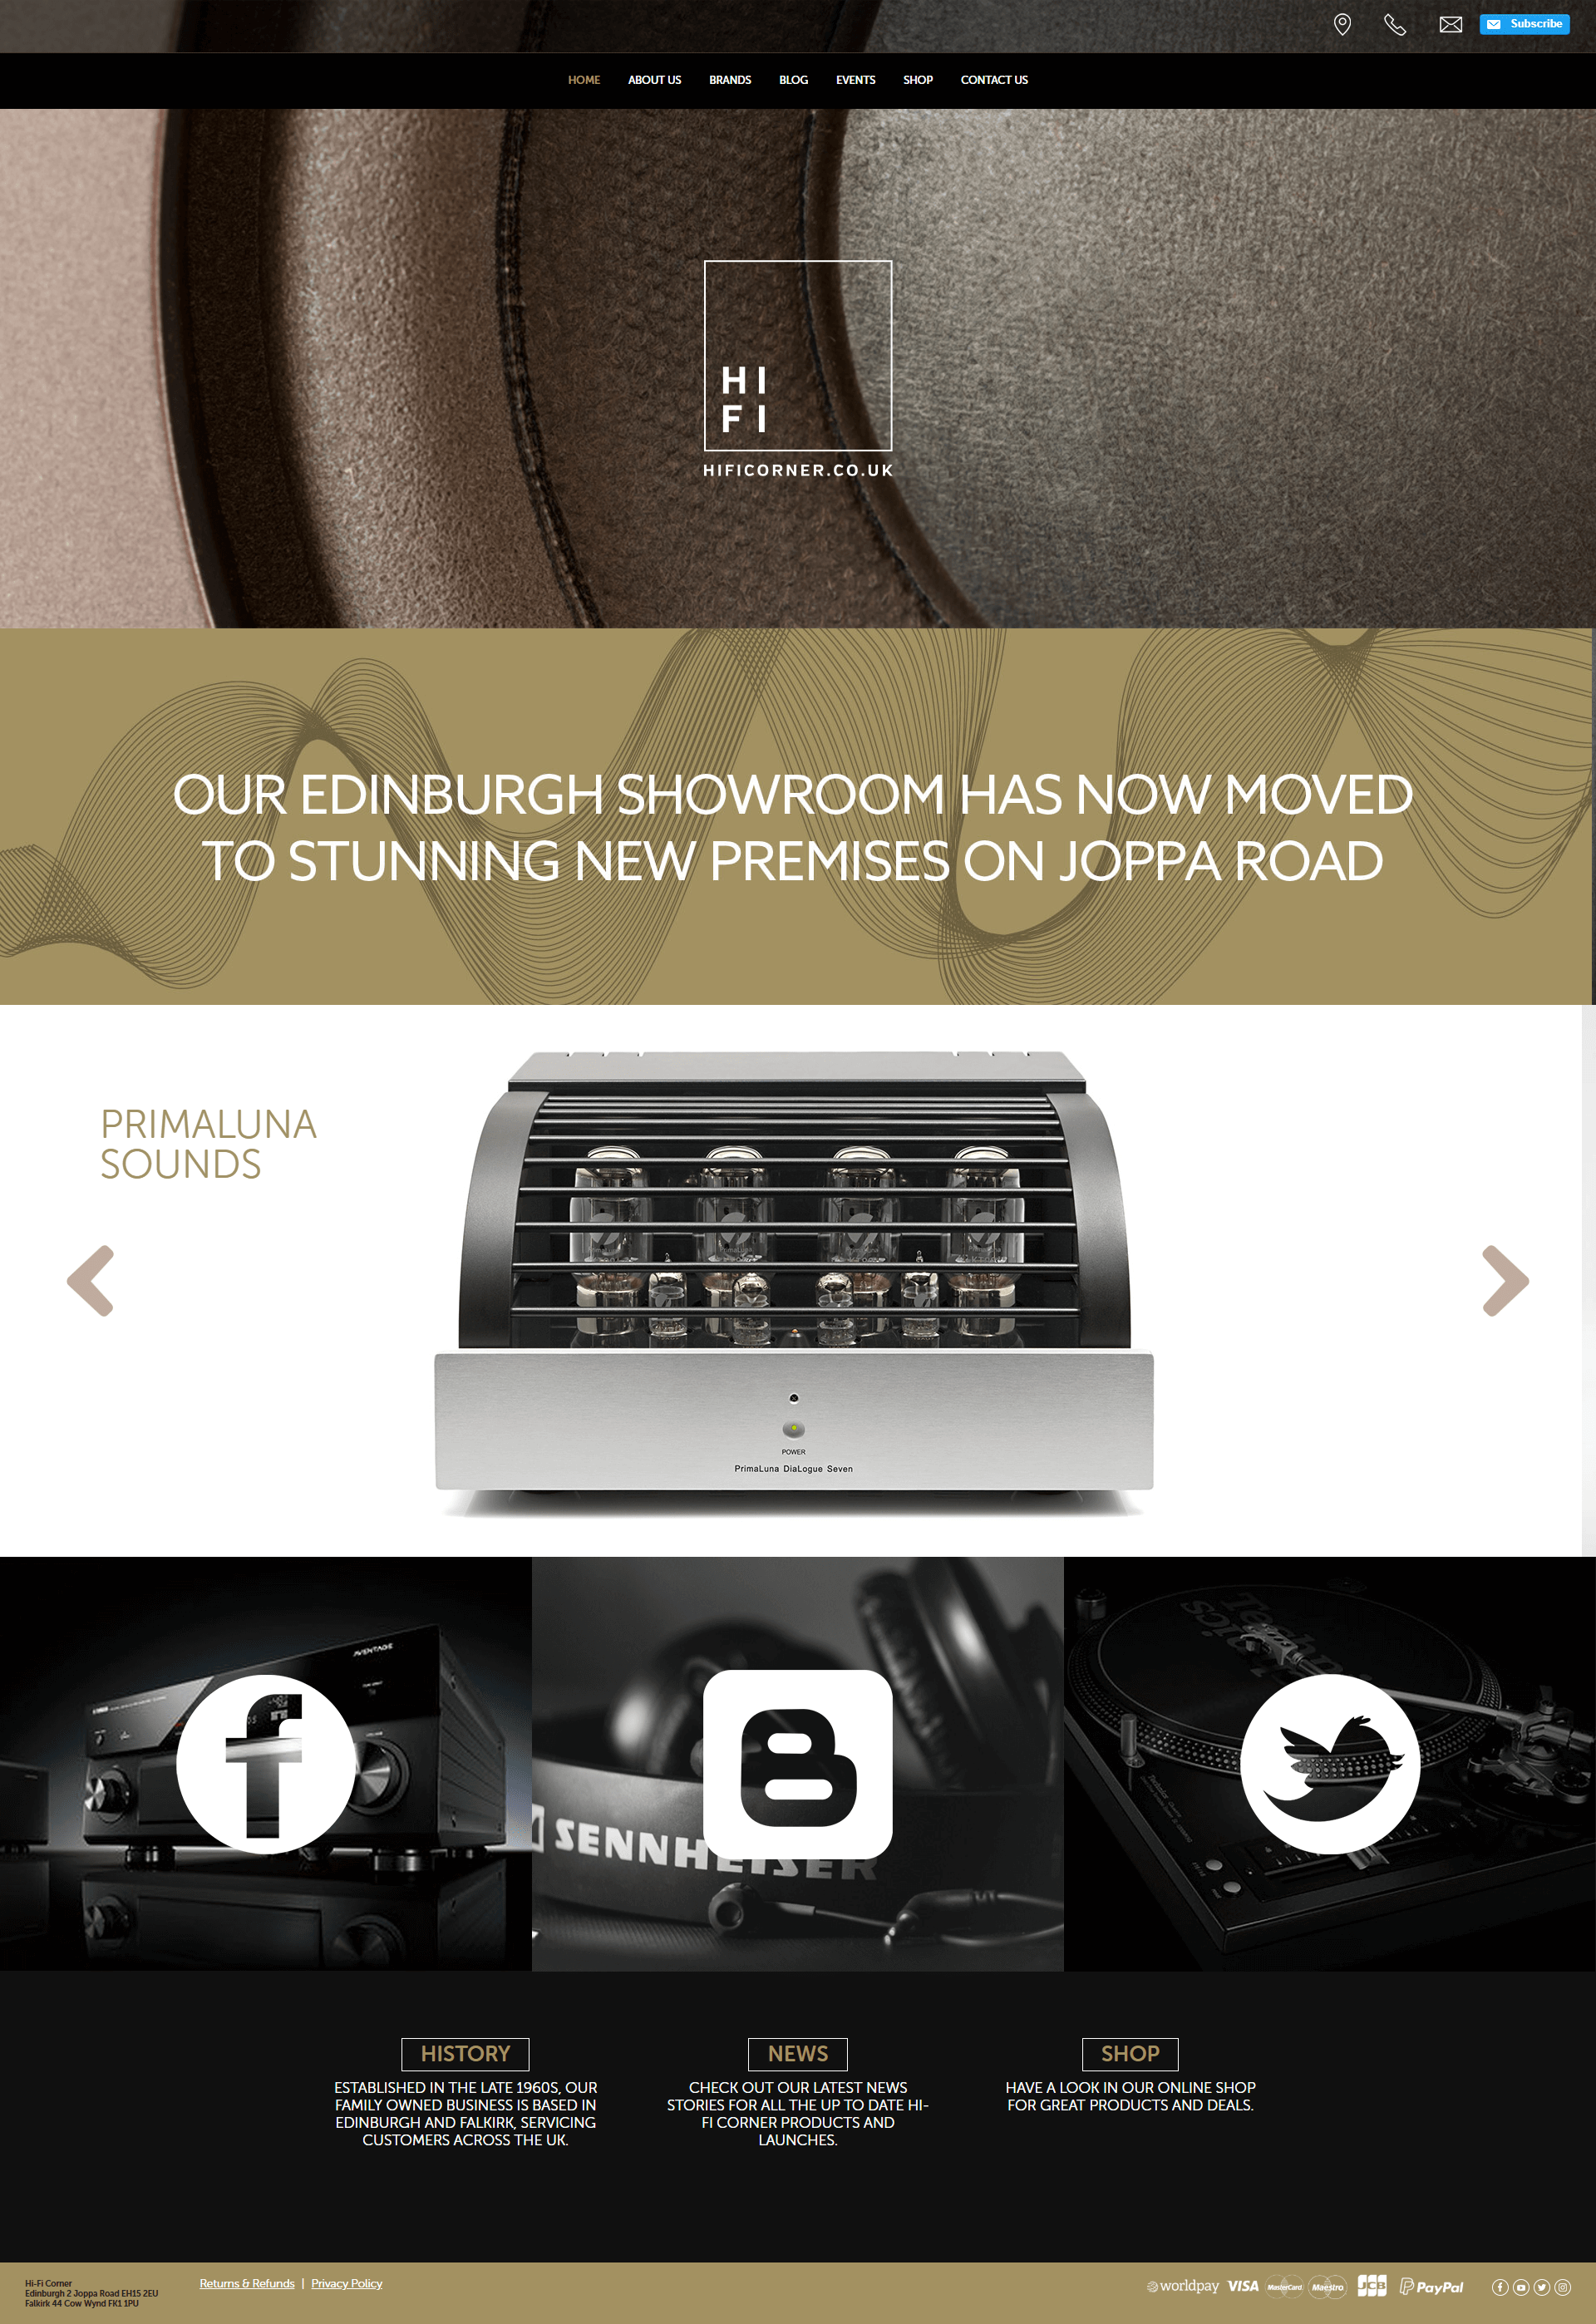 Subscribe
HOME ABOUT US BRANDS BLOG EVENTS SHOP CONTACT US
HI
FI
HIFICORNER.CO.UK
OUR EDINBURGH SHOWROOM HAS NOW MOVED
TO STUNNING NEW PREMISES ON JOPPA ROAD
PRIMALUNA
SOUNDS
POWER
PrimaLuna DiaLogue Seven
AVENTAGE
SENNHEISER
Technics
HISTORY
ESTABLISHED IN THE LATE 1960S, OUR
FAMILY OWNED BUSINESS IS BASED IN
EDINBURGH AND FALKIRK, SERVICING
CUSTOMERS ACROSS THE UK.
NEWS
CHECK OUT OUR LATEST NEWS
STORIES FOR ALL THE UP TO DATE HI-
FI CORNER PRODUCTS AND
LAUNCHES.
SHOP
HAVE A LOOK IN OUR ONLINE SHOP
FOR GREAT PRODUCTS AND DEALS.
Hi-Fi Corner
Edinburgh 2 Joppa Road EH15 2EU
Falkirk 44 Cow Wynd FK1 1PU
Returns & Refunds | Privacy Policy
worldpay VISA MasterCard Maestro JCB PayPal